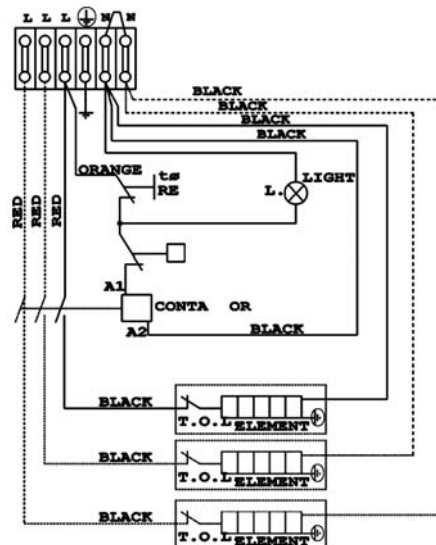 L L L N N
BLACK
BLACK
BLACK
BLACK
ORANGE
tø
RE
LIGHT
L.
RED
RED
RED
A1
CONTA OR
A2
BLACK
BLACK
T.O.L ELEMENT
BLACK
T.O.L ELEMENT
BLACK
T.O.L ELEMENT